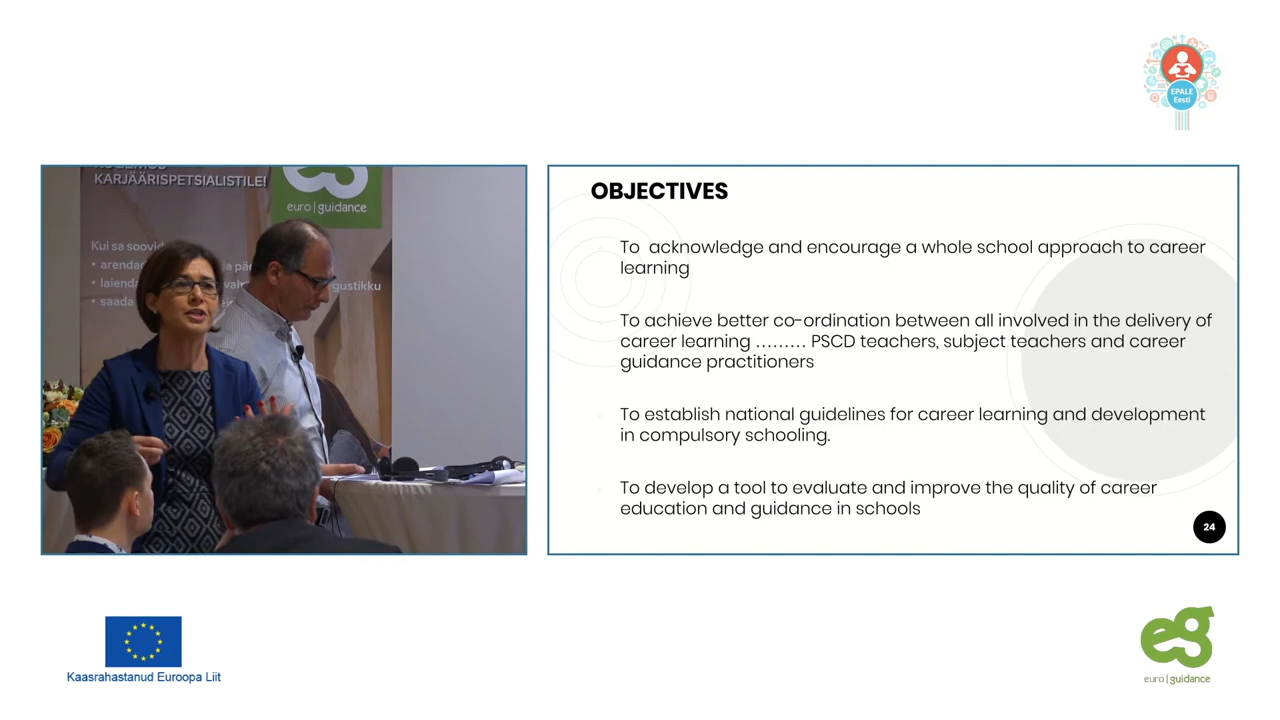 EPALE
Eesti
KARJÄÄRISPETSIALISTILE!
euro|guidance
Kui sa soovid
• arendad
• laiendad
gustikku
• saada
OBJECTIVES
To acknowledge and encourage a whole school approach to career
learning
To achieve better co-ordination between all involved in the delivery of
career learning ......... PSCD teachers, subject teachers and career
guidance practitioners
To establish national guidelines for career learning and development
in compulsory schooling.
To develop a tool to evaluate and improve the quality of career
education and guidance in schools
24
Kaasrahastanud Euroopa Liit
eg
euro|guidance